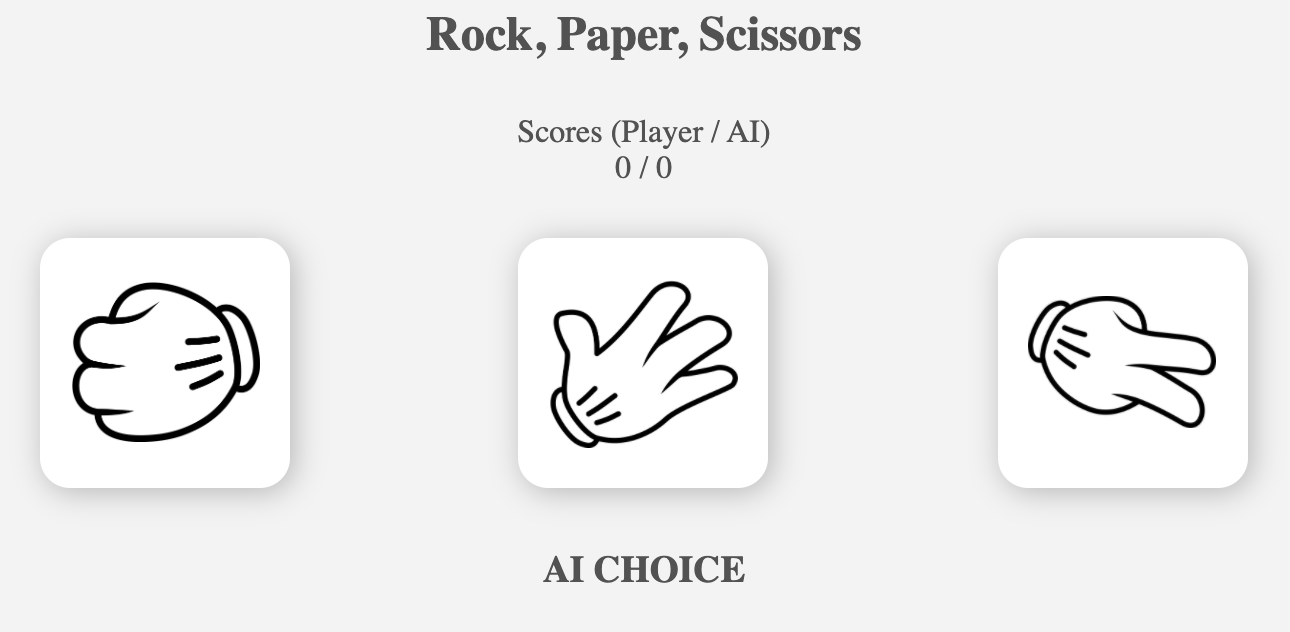 Rock, Paper, Scissors
Scores (Player / AI)
0 / 0
AI CHOICE